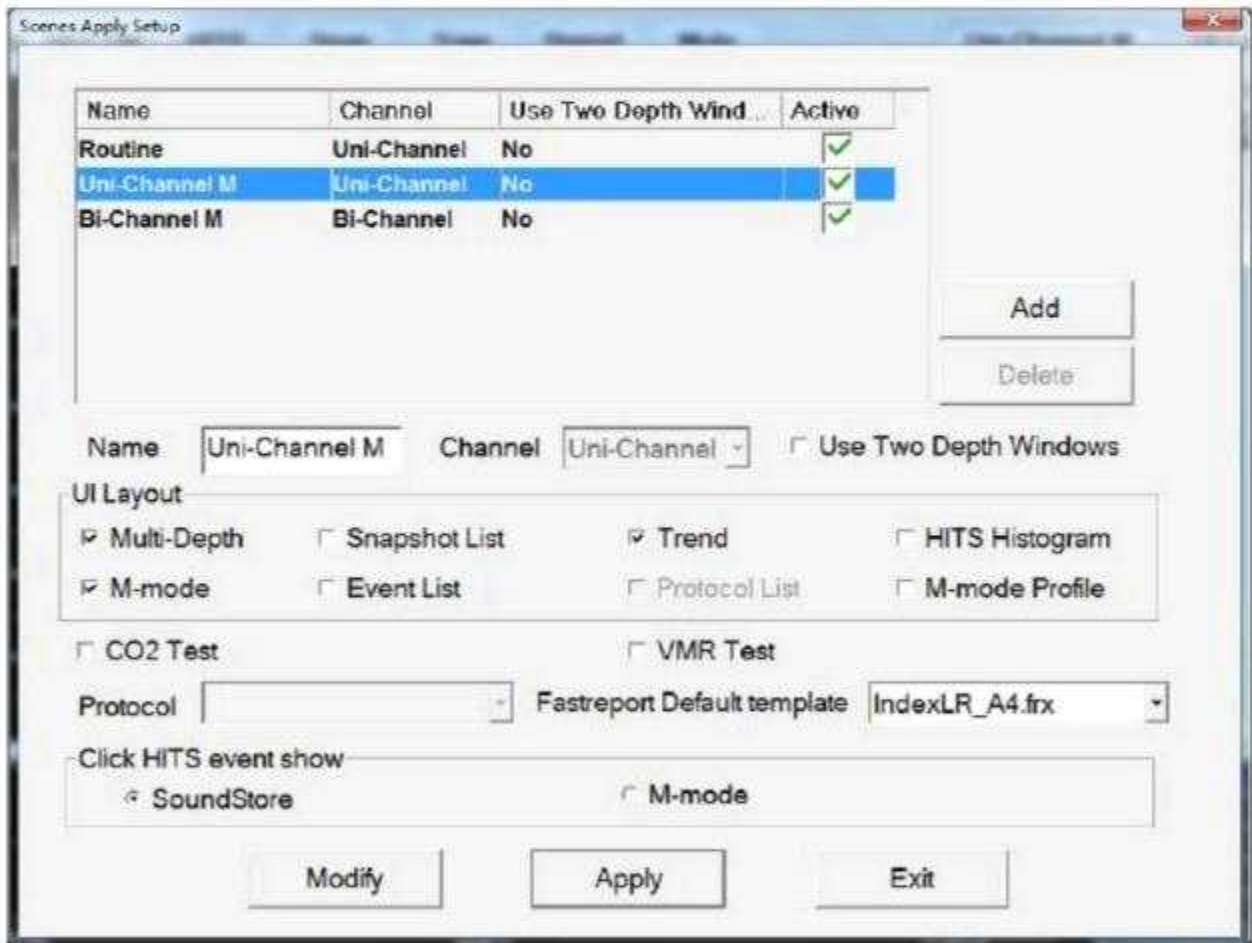 Scenes Apply Setup
Name Channel Use Two Depth Wind... Active
Routine Uni-Channel No
Uni-Channel M Uni-Channel No
Bi-Channel M Bi-Channel No
Add
Delete
Name Uni-Channel M Channel Uni-Channel Use Two Depth Windows
UI Layout
Multi-Depth Snapshot List Trend HITS Histogram
M-mode Event List Protocol List M-mode Profile
CO2 Test VMR Test
Protocol Fastreport Default template IndexLR_A4.frx
Click HITS event show
SoundStore M-mode
Modify Apply Exit